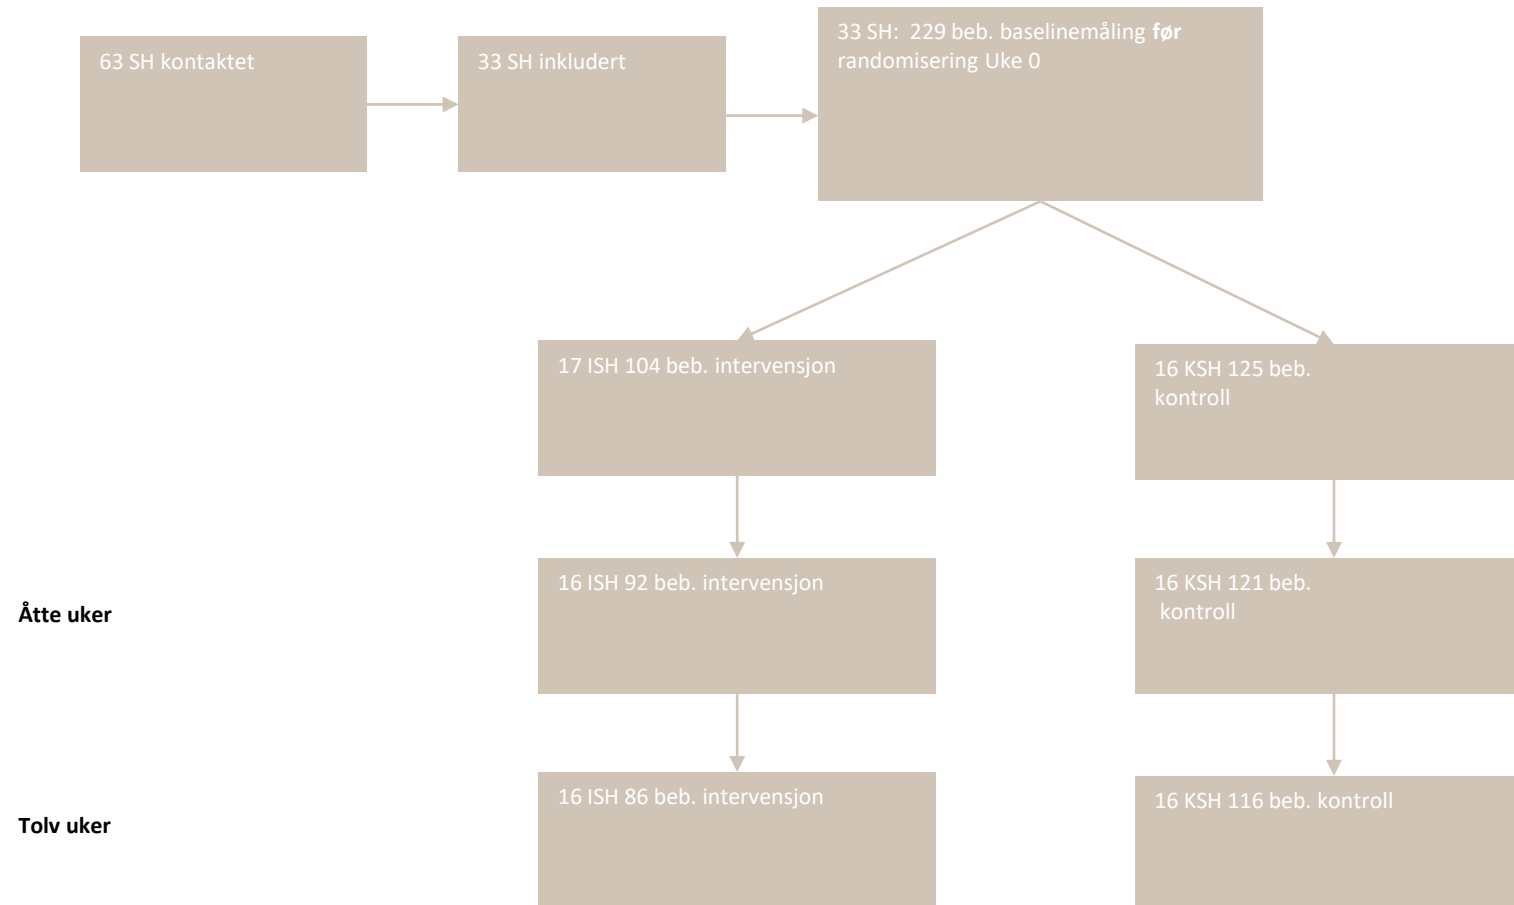 63 SH kontaktet
33 SH inkludert
33 SH:  229 beb. baselinemåling før
randomisering Uke 0
17 ISH 104 beb. intervensjon
16 KSH 125 beb.
kontroll
Åtte uker
16 ISH 92 beb. intervensjon
16 KSH 121 beb.
kontroll
Tolv uker
16 ISH 86 beb. intervensjon
16 KSH 116 beb. kontroll